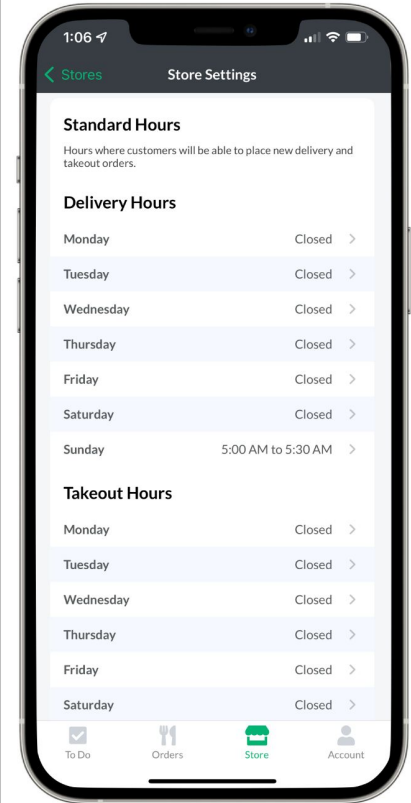 1:06
Stores
Store Settings
Standard Hours
Hours where customers will be able to place new delivery and
takeout orders.
Delivery Hours
Monday Closed
Tuesday Closed
Wednesday Closed
Thursday Closed
Friday Closed
Saturday Closed
Sunday 5:00 AM to 5:30 AM
Takeout Hours
Monday Closed
Tuesday Closed
Wednesday Closed
Thursday Closed
Friday Closed
Saturday Closed
To Do Orders Store Account